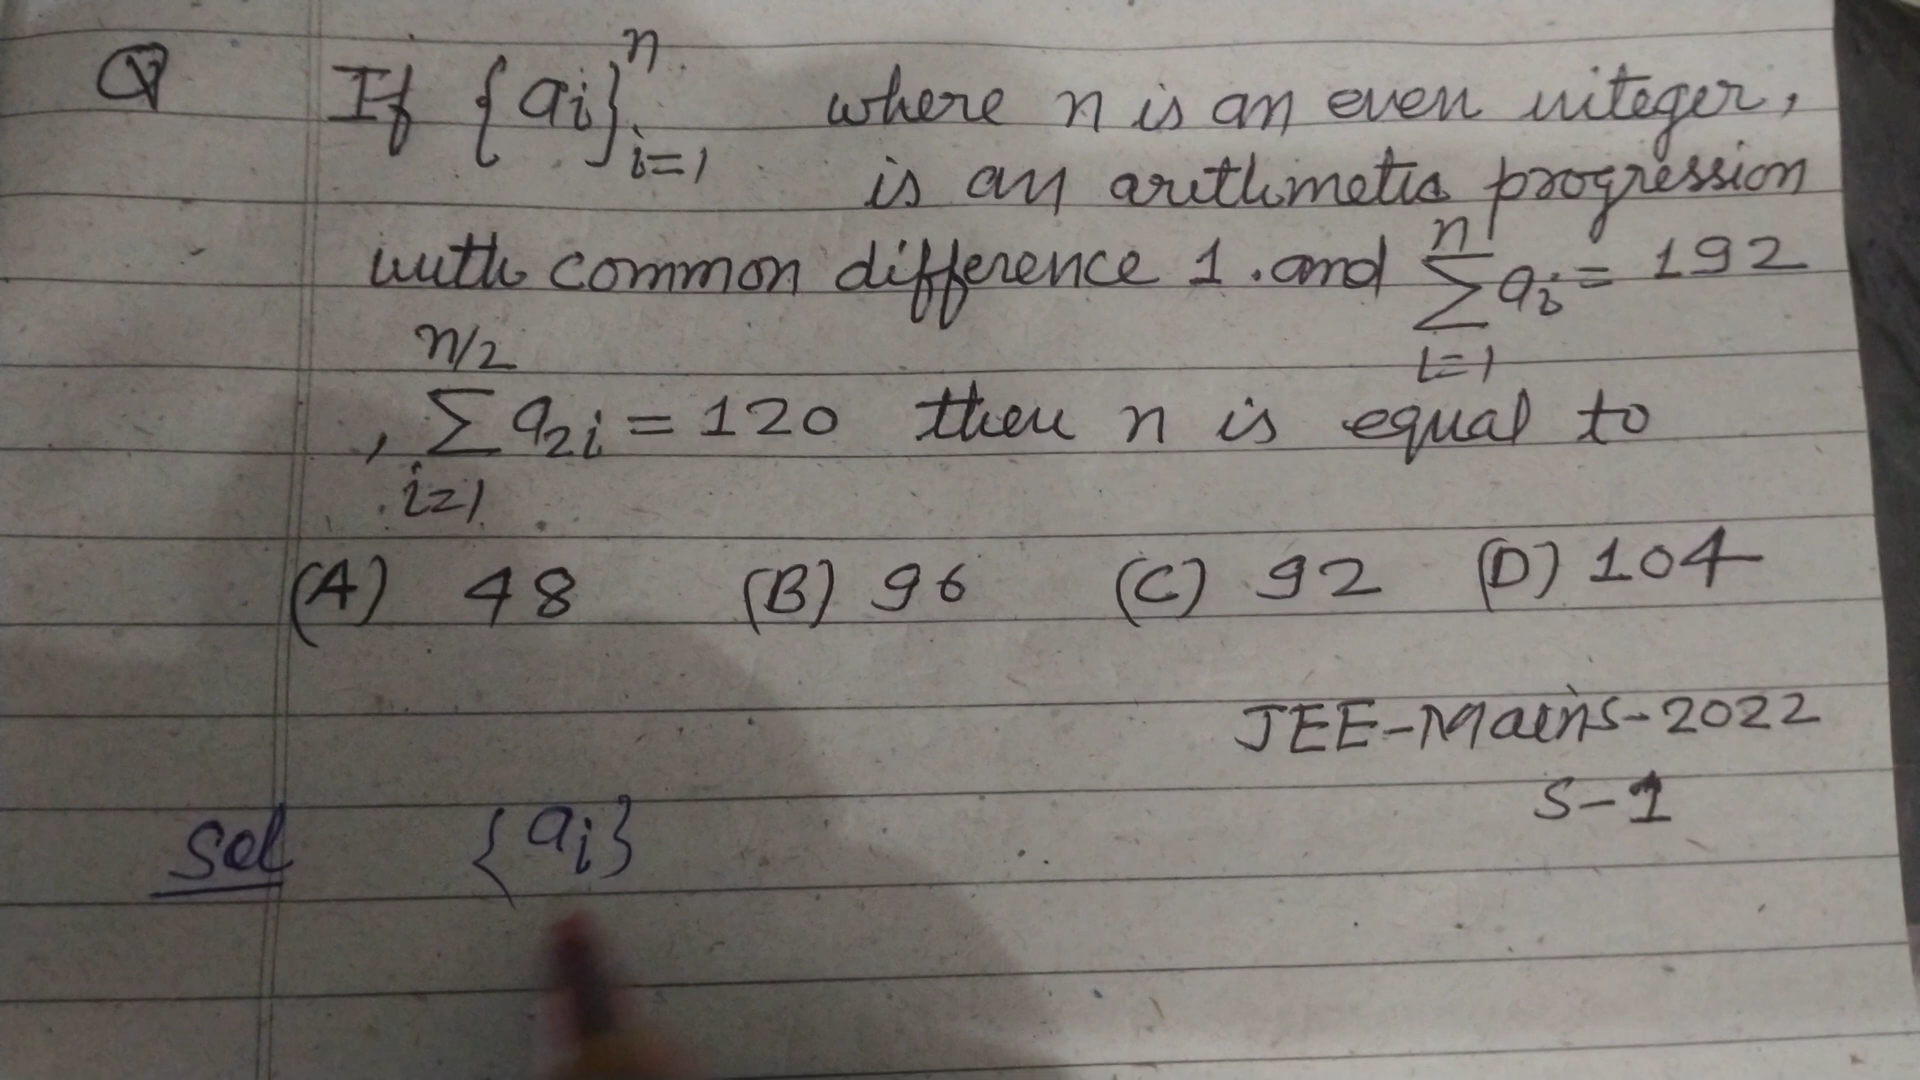 Q If {ai}ⁿi=1 where n is an even integer,
is an arithmetic progression
with common difference 1. and nΣi=1 ai = 192
, n/2Σi=1 a2i = 120 then n is equal to
(A) 48 (B) 96 (C) 92 (D) 104
JEE-Mains-2022
S-1
Sol {ai}